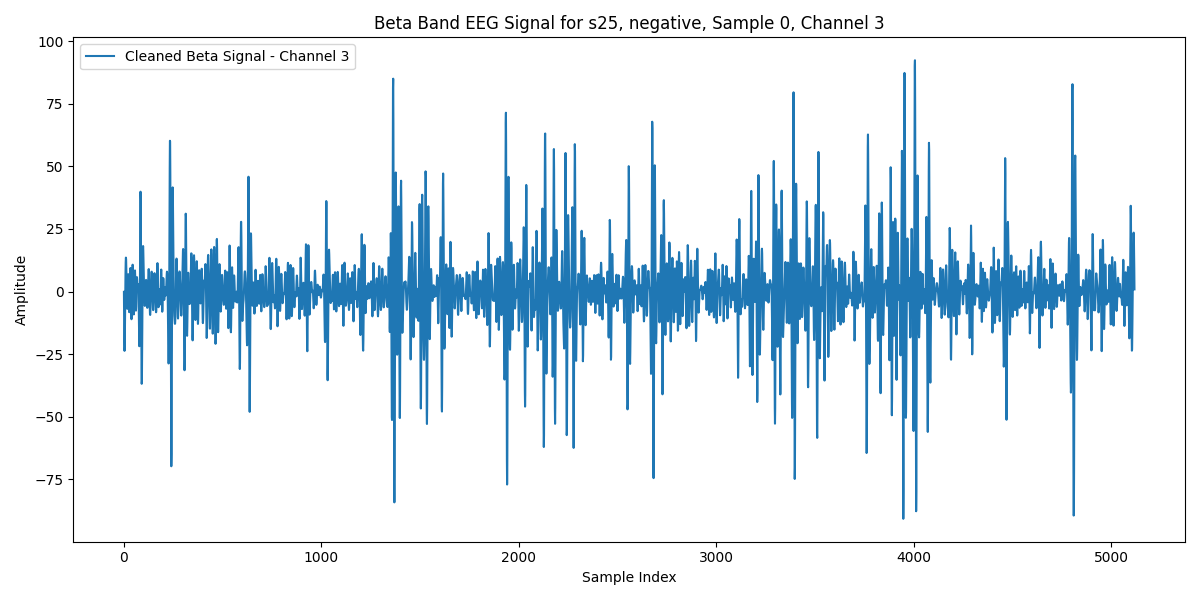 Beta Band EEG Signal for s25, negative, Sample 0, Channel 3
Cleaned Beta Signal - Channel 3
Amplitude
100
75
50
25
0
−25
−50
−75
0 1000 2000 3000 4000 5000
Sample Index